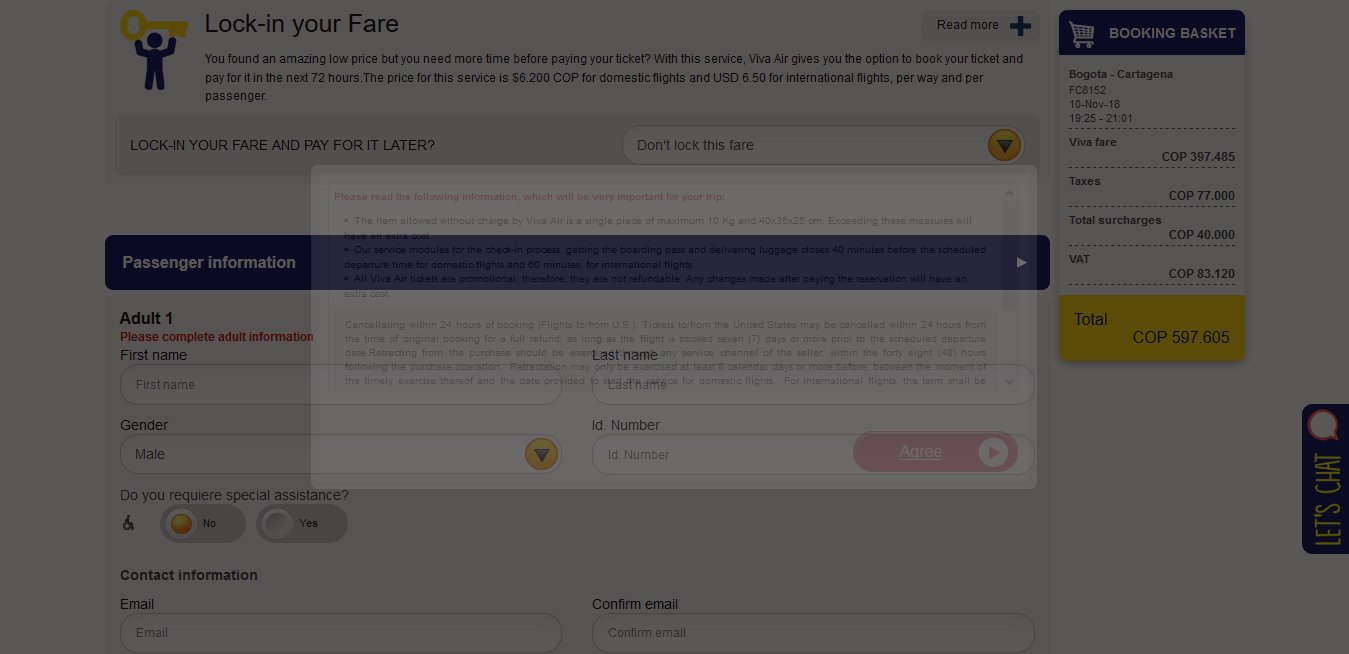 Lock-in your Fare
Read more
You found an amazing low price but you need more time before paying your ticket? With this service, Viva Air gives you the option to book your ticket and
pay for it in the next 72 hours.The price for this service is $6.200 COP for domestic flights and USD 6.50 for international flights, per way and per
passenger.
LOCK-IN YOUR FARE AND PAY FOR IT LATER?
Don't lock this fare
BOOKING BASKET
Bogota - Cartagena
FC8152
10-Nov-18
19:25 - 21:01
Viva fare
COP 397.485
Taxes
COP 77.000
Total surcharges
COP 40.000
VAT
COP 83.120
Total
COP 597.605
Please read the following information, which will be very important for your trip:
• The item allowed without charge by Viva Air is a single piece of maximum 10 Kg and 40x35x25 cm. Exceeding these measures will
have an extra cost.
• Our service modules for the check-in process, getting the boarding pass and delivering luggage closes 40 minutes before the scheduled
departure time for domestic flights and 60 minutes, for international flights.
• All Viva Air tickets are promotional; therefore, they are not refundable. Any changes made after paying the reservation will have an
extra cost.
Cancellating within 24 hours of booking (Flights to/from U.S.): Tickets to/from the United States may be cancelled within 24 hours from
the time of original booking for a full refund, as long as the flight is booked seven (7) days or more prior to the scheduled departure
date.Retracting from the purchase should be exercised through any service channel of the seller, within the forty eight (48) hours
following the purchase operation. Retractation may only be exercised at least 8 calendar days or more before, between the moment of
the timely exercise thereof and the date provided to start the service for domestic flights. For international flights, the term shall be
Agree
Passenger information
Adult 1
Please complete adult information
First name
Last name
First name
Last name
Gender
Id. Number
Male
Id. Number
Do you requiere special assistance?
No
Yes
Contact information
Email
Confirm email
Email
Confirm email
LET'S CHAT